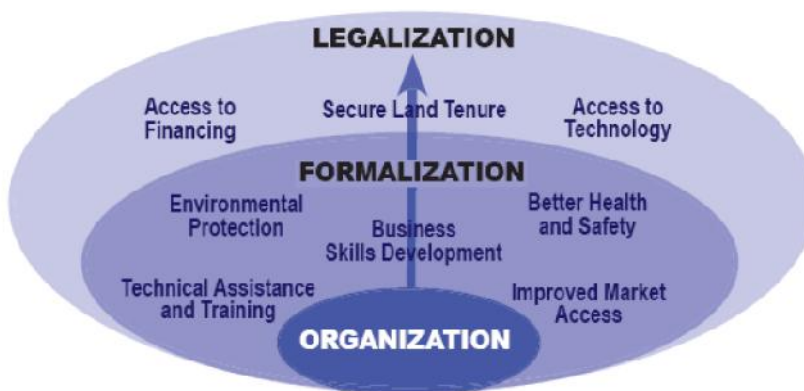 LEGALIZATION
Access to
Financing
Secure Land Tenure
Access to
Technology
FORMALIZATION
Environmental
Protection
Business
Skills Development
Better Health
and Safety
Technical Assistance
and Training
Improved Market
Access
ORGANIZATION